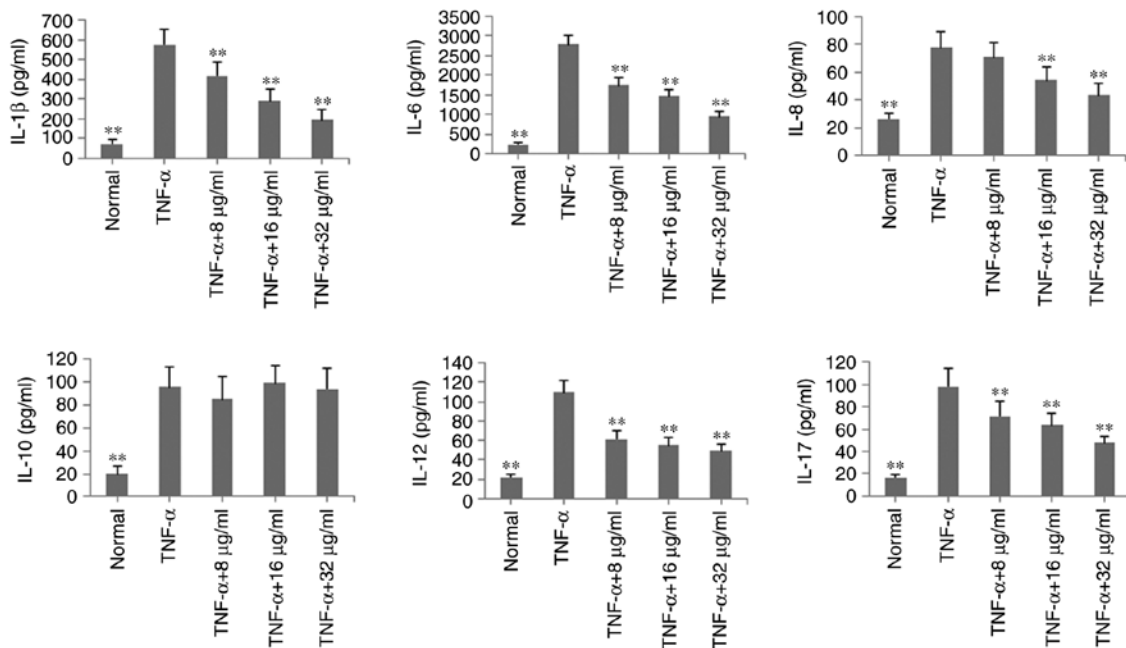 IL-1β (pg/ml)
700
600
500
400
300
200
100
0
**
**
**
**
Normal
TNF-α
TNF-α+8 µg/ml
TNF-α+16 µg/ml
TNF-α+32 µg/ml
IL-6 (pg/ml)
3500
3000
2500
2000
1500
1000
500
0
**
**
**
**
Normal
TNF-α
TNF-α+8 µg/ml
TNF-α+16 µg/ml
TNF-α+32 µg/ml
IL-8 (pg/ml)
100
80
60
40
20
0
**
**
**
Normal
TNF-α
TNF-α+8 µg/ml
TNF-α+16 µg/ml
TNF-α+32 µg/ml
IL-10 (pg/ml)
120
100
80
60
40
20
0
**
Normal
TNF-α
TNF-α+8 µg/ml
TNF-α+16 µg/ml
TNF-α+32 µg/ml
IL-12 (pg/ml)
140
120
100
80
60
40
20
0
**
**
**
**
Normal
TNF-α
TNF-α+8 µg/ml
TNF-α+16 µg/ml
TNF-α+32 µg/ml
IL-17 (pg/ml)
120
100
80
60
40
20
0
**
**
**
**
Normal
TNF-α
TNF-α+8 µg/ml
TNF-α+16 µg/ml
TNF-α+32 µg/ml